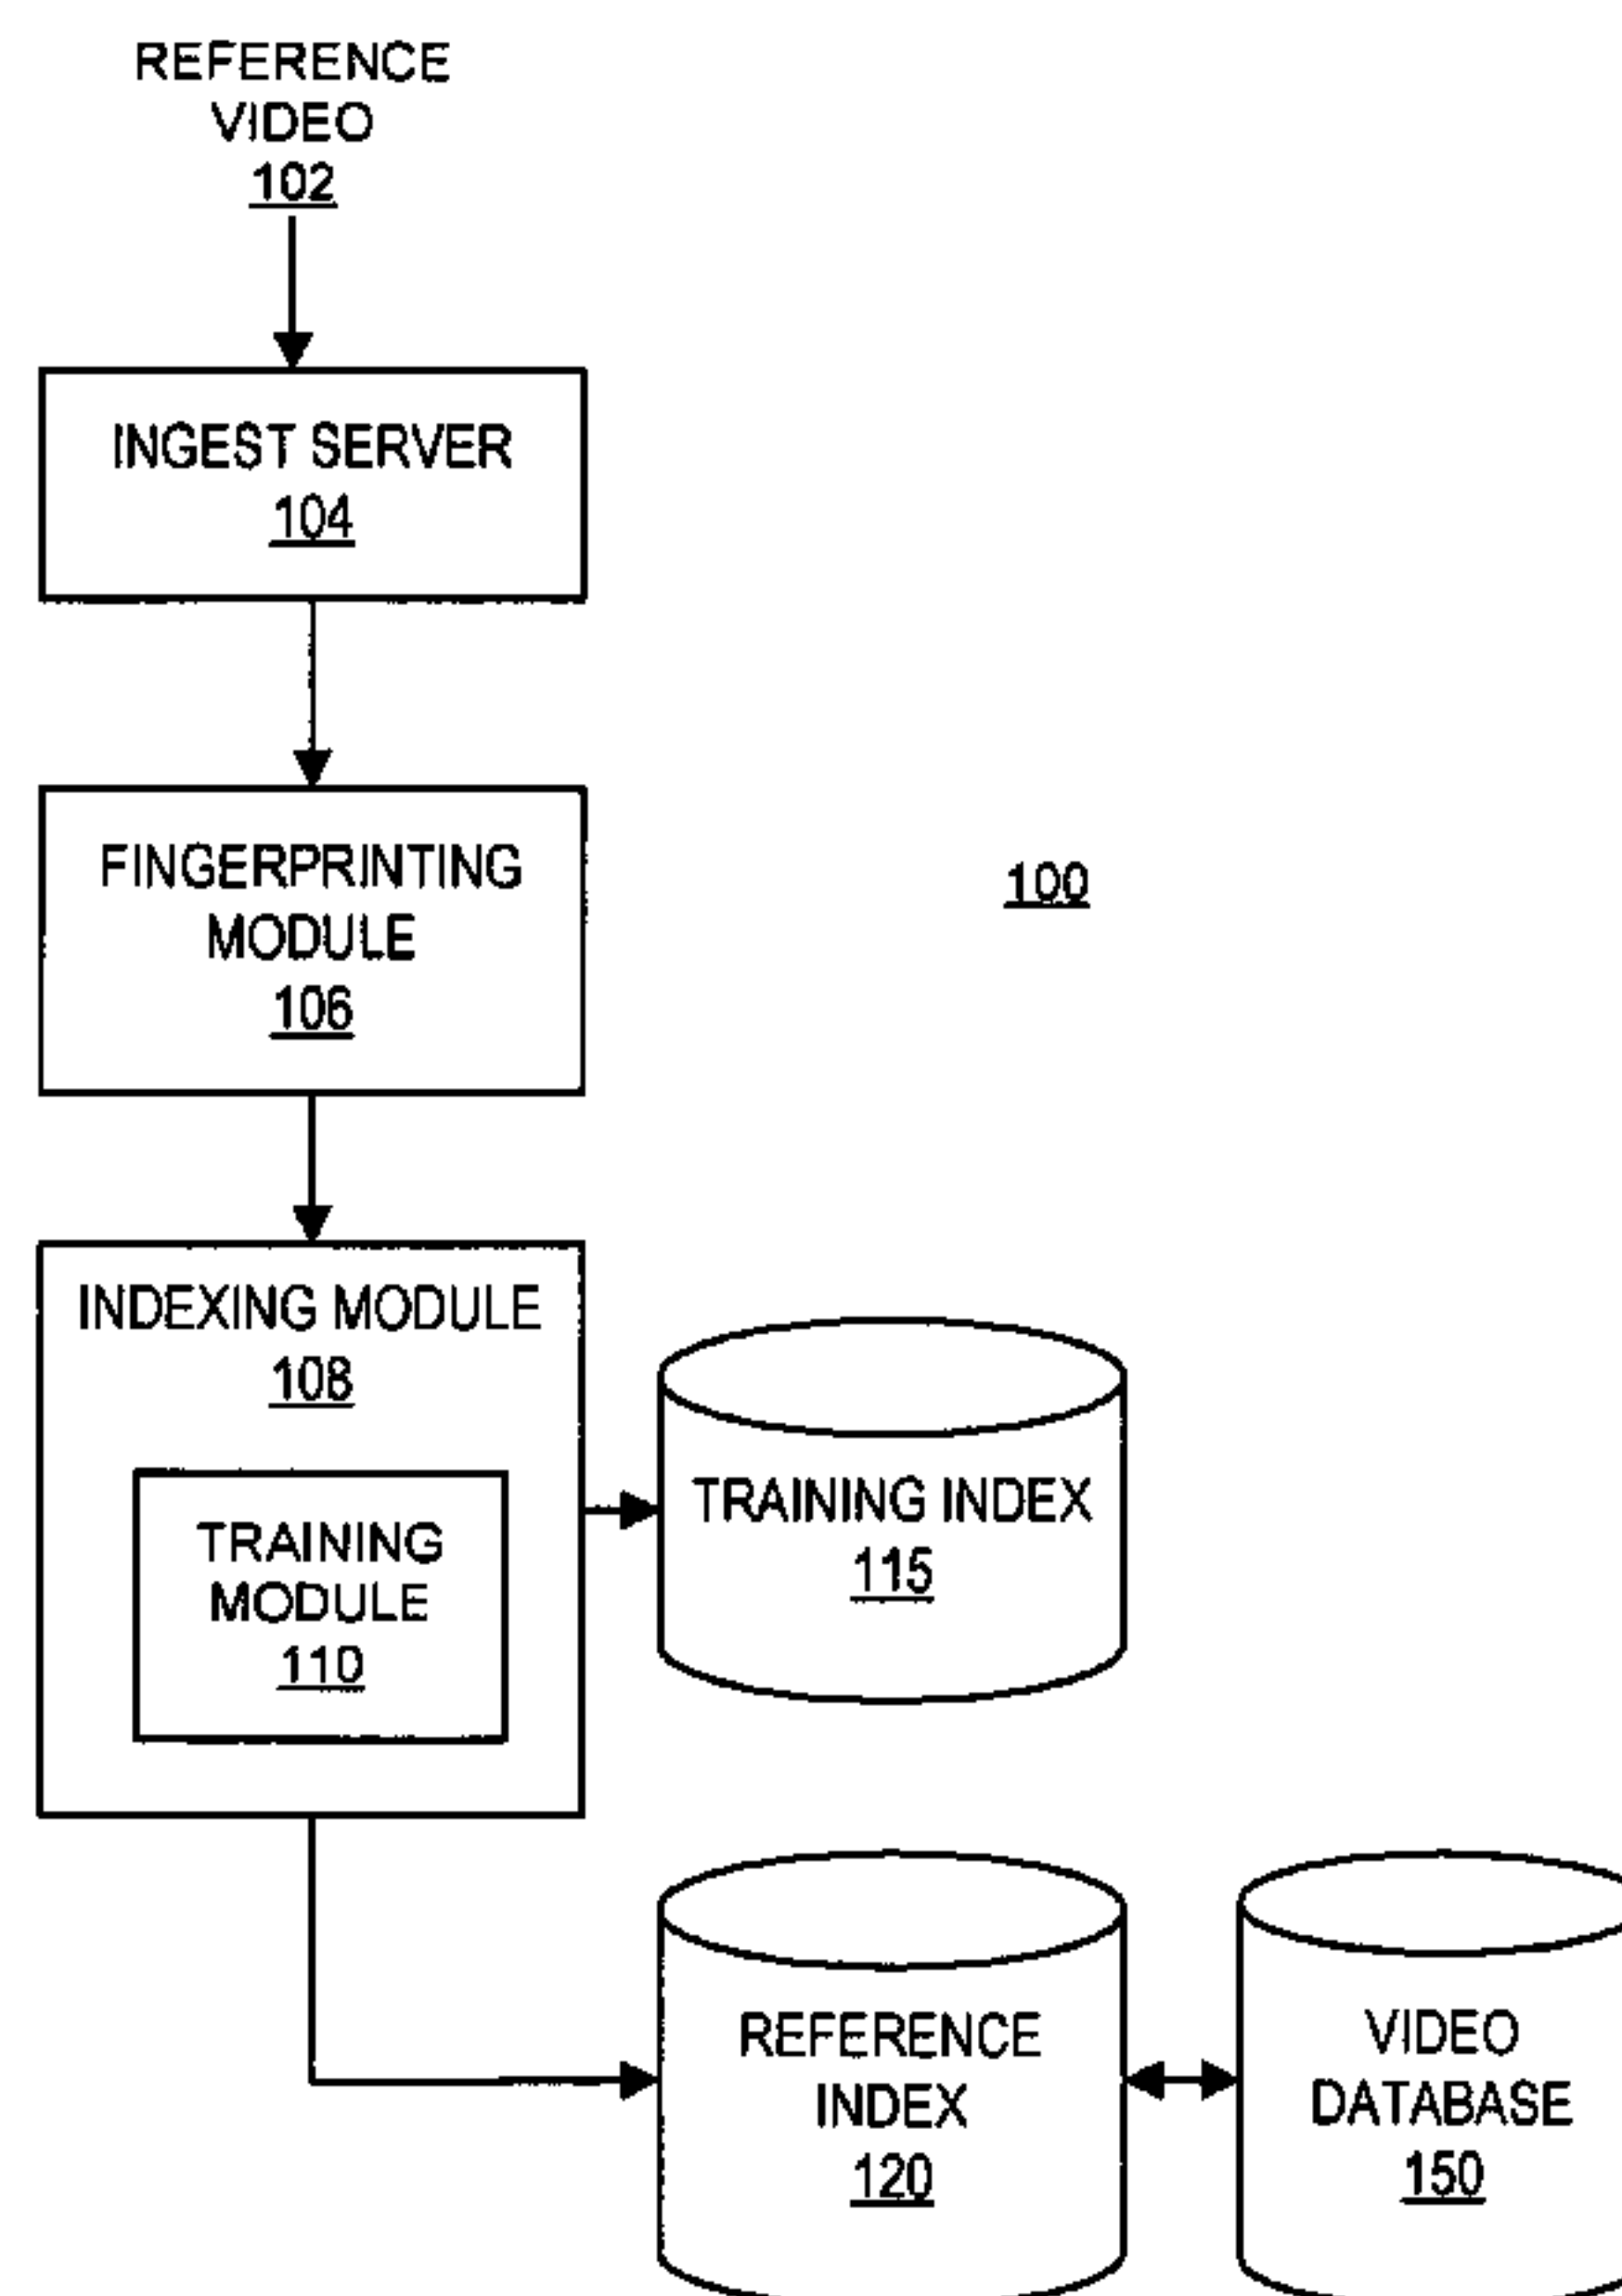 REFERENCE
VIDEO
102
INGEST SERVER
104
FINGERPRINTING
MODULE
106
100
INDEXING MODULE
108
TRAINING
MODULE
110
TRAINING INDEX
115
REFERENCE
INDEX
120
VIDEO
DATABASE
150